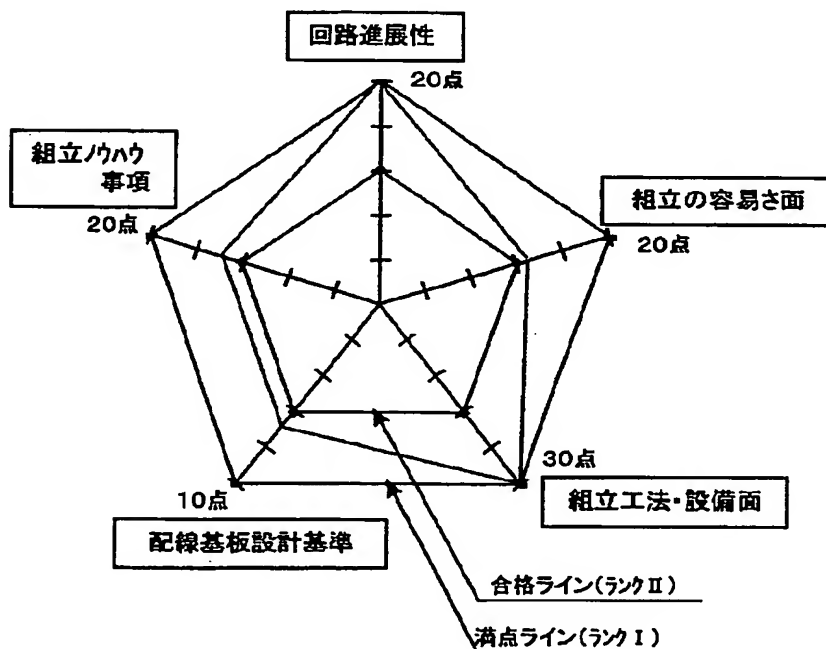 回路進展性
20点
組立ノウハウ
事項
20点
組立の容易さ面
20点
30点
組立工法・設備面
10点
配線基板設計基準
合格ライン(ランクⅡ)
満点ライン(ランクⅠ)